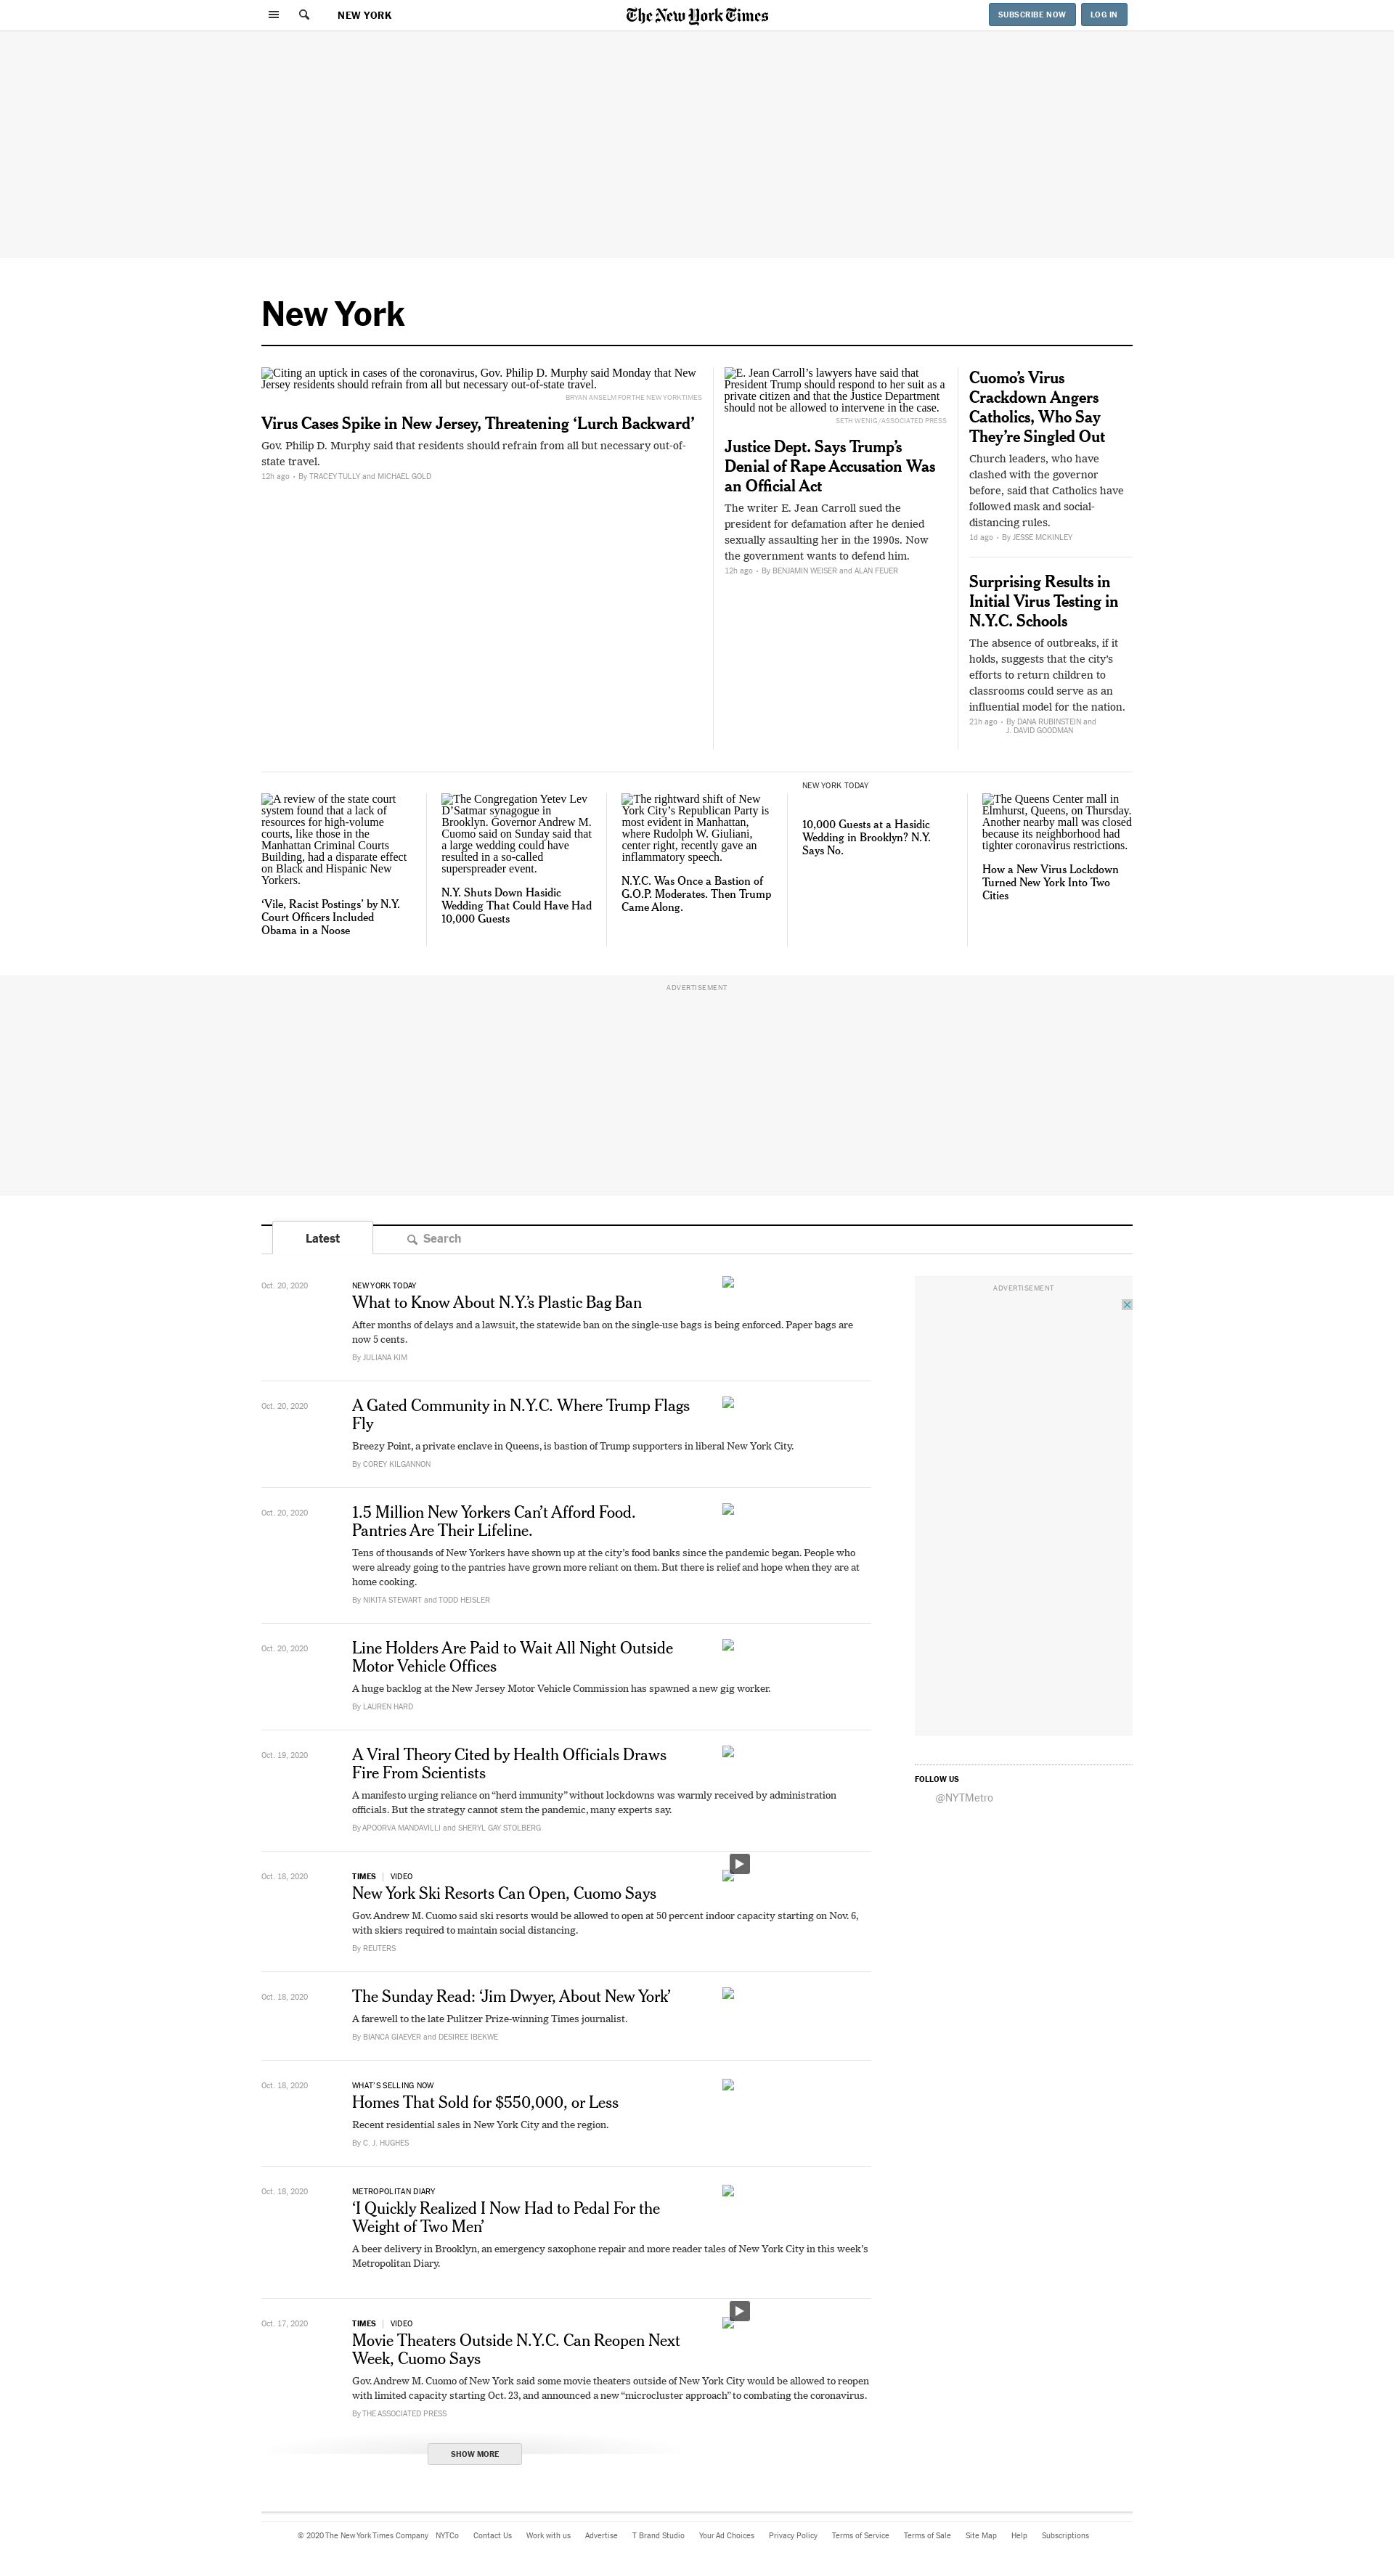 NEW YORK
The New York Times
SUBSCRIBE NOW
LOG IN
New York
Citing an uptick in cases of the coronavirus, Gov. Philip D. Murphy said Monday that New
Jersey residents should refrain from all but necessary out-of-state travel.
BRYAN ANSELM FOR THE NEW YORK TIMES
Virus Cases Spike in New Jersey, Threatening ‘Lurch Backward’
Gov. Philip D. Murphy said that residents should refrain from all but necessary out-of-
state travel.
12h ago • By TRACEY TULLY and MICHAEL GOLD
E. Jean Carroll’s lawyers have said that
President Trump should respond to her suit as a
private citizen and that the Justice Department
should not be allowed to intervene in the case.
SETH WENIG/ASSOCIATED PRESS
Justice Dept. Says Trump’s
Denial of Rape Accusation Was
an Official Act
The writer E. Jean Carroll sued the
president for defamation after he denied
sexually assaulting her in the 1990s. Now
the government wants to defend him.
12h ago • By BENJAMIN WEISER and ALAN FEUER
Cuomo’s Virus
Crackdown Angers
Catholics, Who Say
They’re Singled Out
Church leaders, who have
clashed with the governor
before, said that Catholics have
followed mask and social-
distancing rules.
1d ago • By JESSE MCKINLEY
Surprising Results in
Initial Virus Testing in
N.Y.C. Schools
The absence of outbreaks, if it
holds, suggests that the city’s
efforts to return children to
classrooms could serve as an
influential model for the nation.
21h ago • By DANA RUBINSTEIN and
J. DAVID GOODMAN
A review of the state court
system found that a lack of
resources for high-volume
courts, like those in the
Manhattan Criminal Courts
Building, had a disparate effect
on Black and Hispanic New
Yorkers.
‘Vile, Racist Postings’ by N.Y.
Court Officers Included
Obama in a Noose
The Congregation Yetev Lev
D’Satmar synagogue in
Brooklyn. Governor Andrew M.
Cuomo said on Sunday said that
a large wedding could have
resulted in a so-called
superspreader event.
N.Y. Shuts Down Hasidic
Wedding That Could Have Had
10,000 Guests
The rightward shift of New
York City’s Republican Party is
most evident in Manhattan,
where Rudolph W. Giuliani,
center right, recently gave an
inflammatory speech.
N.Y.C. Was Once a Bastion of
G.O.P. Moderates. Then Trump
Came Along.
NEW YORK TODAY
10,000 Guests at a Hasidic
Wedding in Brooklyn? N.Y.
Says No.
The Queens Center mall in
Elmhurst, Queens, on Thursday.
Another nearby mall was closed
because its neighborhood had
tighter coronavirus restrictions.
How a New Virus Lockdown
Turned New York Into Two
Cities
ADVERTISEMENT
Latest
Search
Oct. 20, 2020
NEW YORK TODAY
What to Know About N.Y.’s Plastic Bag Ban
After months of delays and a lawsuit, the statewide ban on the single-use bags is being enforced. Paper bags are
now 5 cents.
By JULIANA KIM
ADVERTISEMENT
Oct. 20, 2020
A Gated Community in N.Y.C. Where Trump Flags
Fly
Breezy Point, a private enclave in Queens, is bastion of Trump supporters in liberal New York City.
By COREY KILGANNON
Oct. 20, 2020
1.5 Million New Yorkers Can’t Afford Food.
Pantries Are Their Lifeline.
Tens of thousands of New Yorkers have shown up at the city’s food banks since the pandemic began. People who
were already going to the pantries have grown more reliant on them. But there is relief and hope when they are at
home cooking.
By NIKITA STEWART and TODD HEISLER
Oct. 20, 2020
Line Holders Are Paid to Wait All Night Outside
Motor Vehicle Offices
A huge backlog at the New Jersey Motor Vehicle Commission has spawned a new gig worker.
By LAUREN HARD
Oct. 19, 2020
A Viral Theory Cited by Health Officials Draws
Fire From Scientists
A manifesto urging reliance on “herd immunity” without lockdowns was warmly received by administration
officials. But the strategy cannot stem the pandemic, many experts say.
By APOORVA MANDAVILLI and SHERYL GAY STOLBERG
FOLLOW US
@NYTMetro
Oct. 18, 2020
TIMES | VIDEO
New York Ski Resorts Can Open, Cuomo Says
Gov. Andrew M. Cuomo said ski resorts would be allowed to open at 50 percent indoor capacity starting on Nov. 6,
with skiers required to maintain social distancing.
By REUTERS
Oct. 18, 2020
The Sunday Read: ‘Jim Dwyer, About New York’
A farewell to the late Pulitzer Prize-winning Times journalist.
By BIANCA GIAEVER and DESIREE IBEKWE
Oct. 18, 2020
WHAT’S SELLING NOW
Homes That Sold for $550,000, or Less
Recent residential sales in New York City and the region.
By C. J. HUGHES
Oct. 18, 2020
METROPOLITAN DIARY
‘I Quickly Realized I Now Had to Pedal For the
Weight of Two Men’
A beer delivery in Brooklyn, an emergency saxophone repair and more reader tales of New York City in this week’s
Metropolitan Diary.
Oct. 17, 2020
TIMES | VIDEO
Movie Theaters Outside N.Y.C. Can Reopen Next
Week, Cuomo Says
Gov. Andrew M. Cuomo of New York said some movie theaters outside of New York City would be allowed to reopen
with limited capacity starting Oct. 23, and announced a new “microcluster approach” to combating the coronavirus.
By THE ASSOCIATED PRESS
SHOW MORE
© 2020 The New York Times Company NYTCo Contact Us Work with us Advertise T Brand Studio Your Ad Choices Privacy Policy Terms of Service Terms of Sale Site Map Help Subscriptions